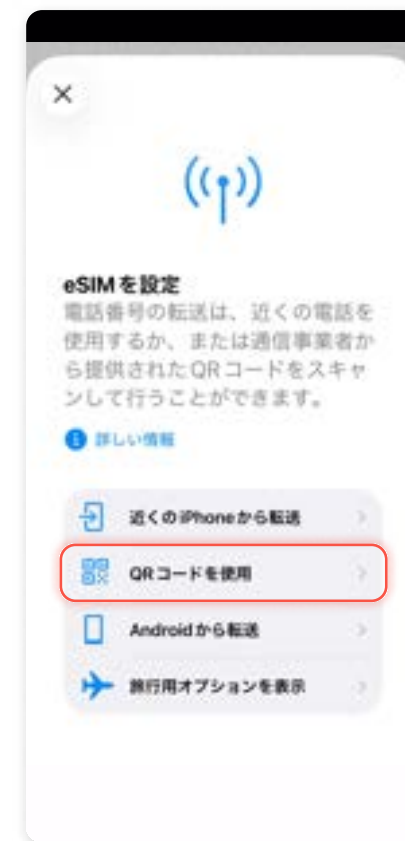 eSIMを設定
電話番号の転送は、近くの電話を
使用するか、または通信事業者か
ら提供されたQRコードをスキャ
ンして行うことができます。
詳しい情報
近くのiPhoneから転送
QRコードを使用
Androidから転送
旅行用オプションを表示